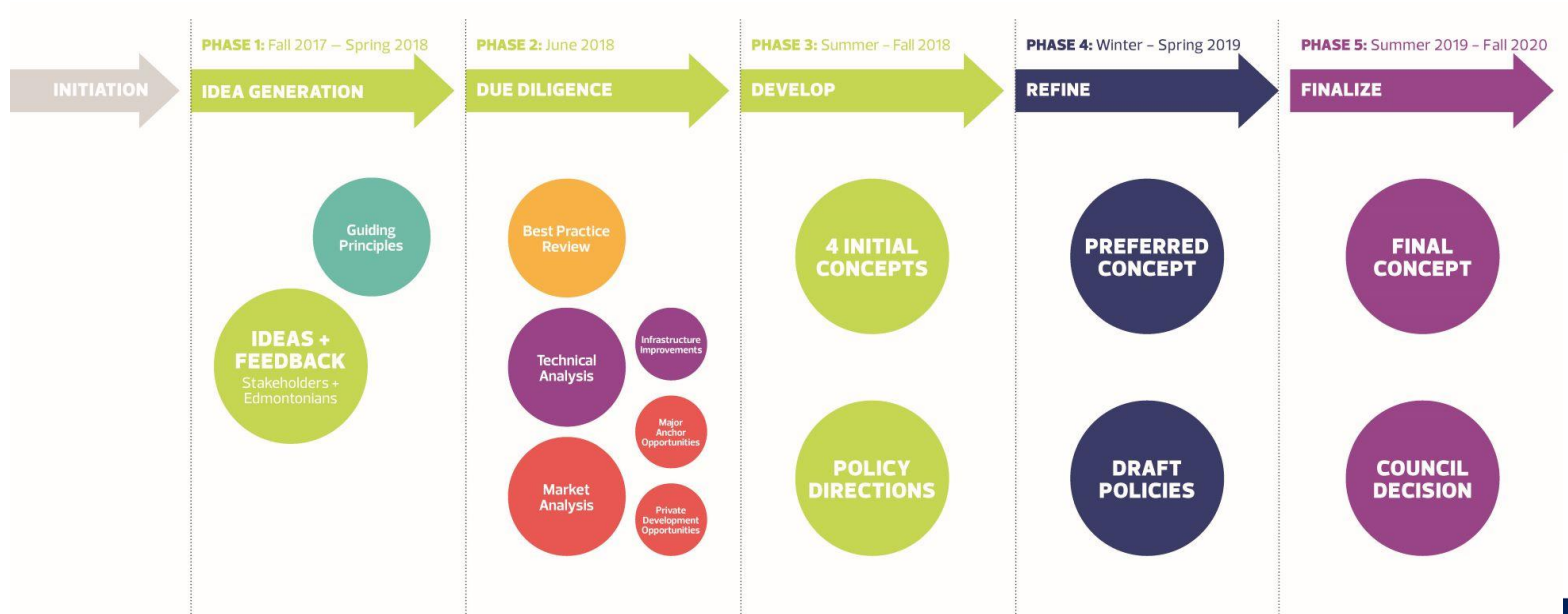 INITIATION
PHASE 1: Fall 2017 – Spring 2018
IDEA GENERATION
Guiding
Principles
IDEAS +
FEEDBACK
Stakeholders +
Edmontonians
PHASE 2: June 2018
DUE DILIGENCE
Best Practice
Review
Technical
Analysis
Infrastructure
Improvements
Major
Anchor
Opportunities
Market
Analysis
Private
Development
Opportunities
PHASE 3: Summer – Fall 2018
DEVELOP
4 INITIAL
CONCEPTS
POLICY
DIRECTIONS
PHASE 4: Winter – Spring 2019
REFINE
PREFERRED
CONCEPT
DRAFT
POLICIES
PHASE 5: Summer 2019 – Fall 2020
FINALIZE
FINAL
CONCEPT
COUNCIL
DECISION